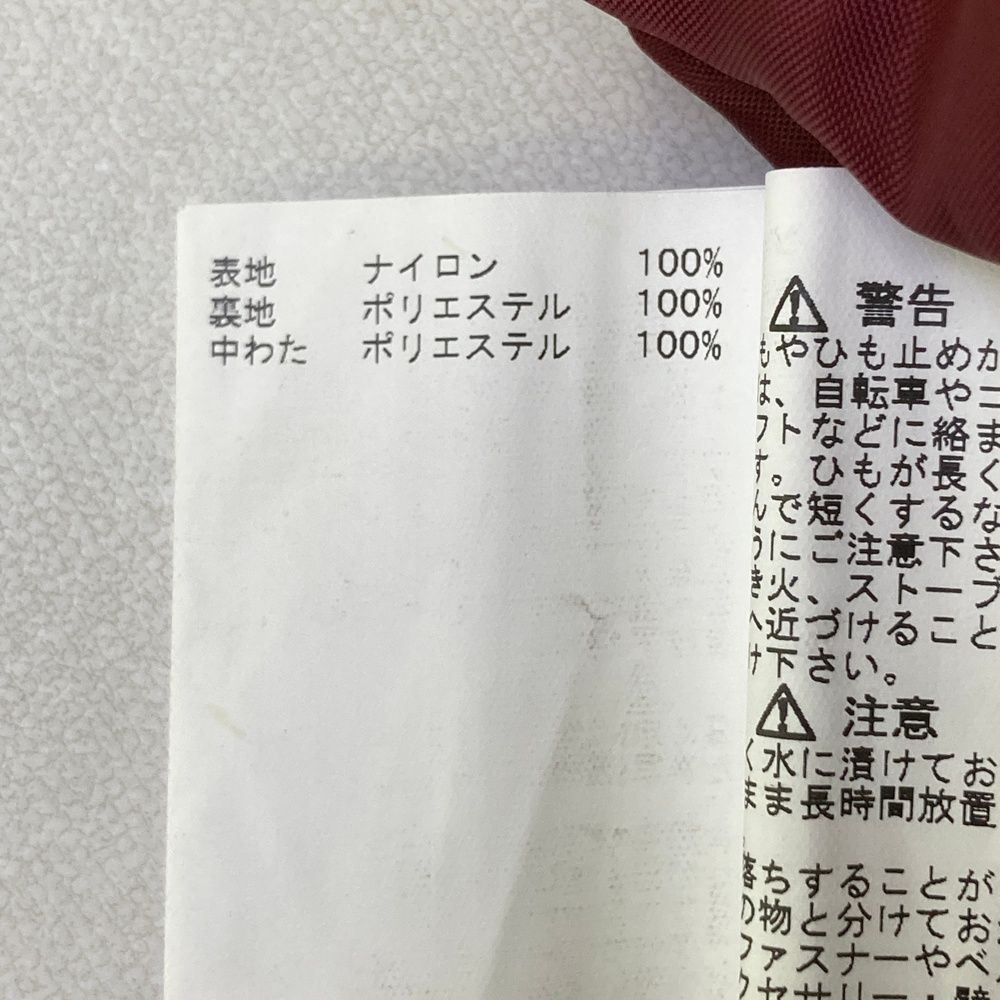 表地 ナイロン 100%
裏地 ポリエステル 100%
中わた ポリエステル 100%
警告
もやひも止めか
は、自転車やコ
フトなどに絡ま
す。ひもが長く
んで短くするな
うにご注意下さ
き火、ストーブ
へ近づけること
け下さい。
注意
く水に漬けてお
まま長時間放置
落ちすることが
の物と分けてお
ファスナーやベ
クセサリー・